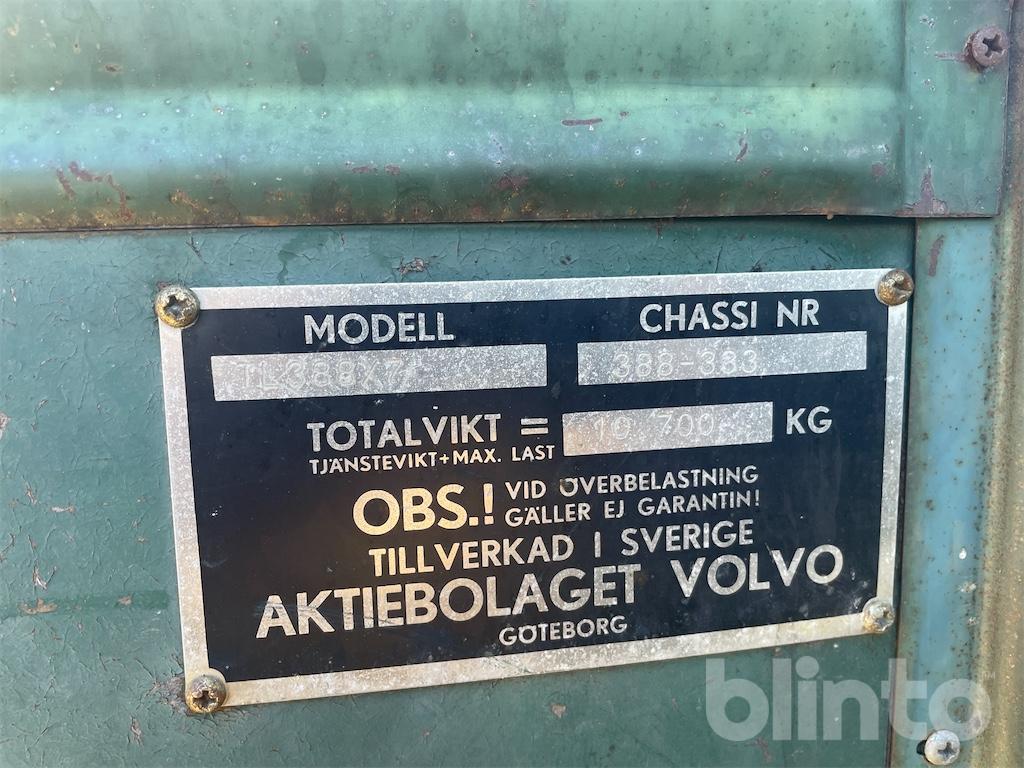 MODELL
CHASSI NR
TL388X7
388-383
TOTALVIKT = 10 700 KG
TJÄNSTEVIKT+MAX. LAST
OBS.! VID ÖVERBELASTNING
GÄLLER EJ GARANTIN!
TILLVERKAD I SVERIGE
AKTIEBOLAGET VOLVO
GÖTEBORG
blinto™